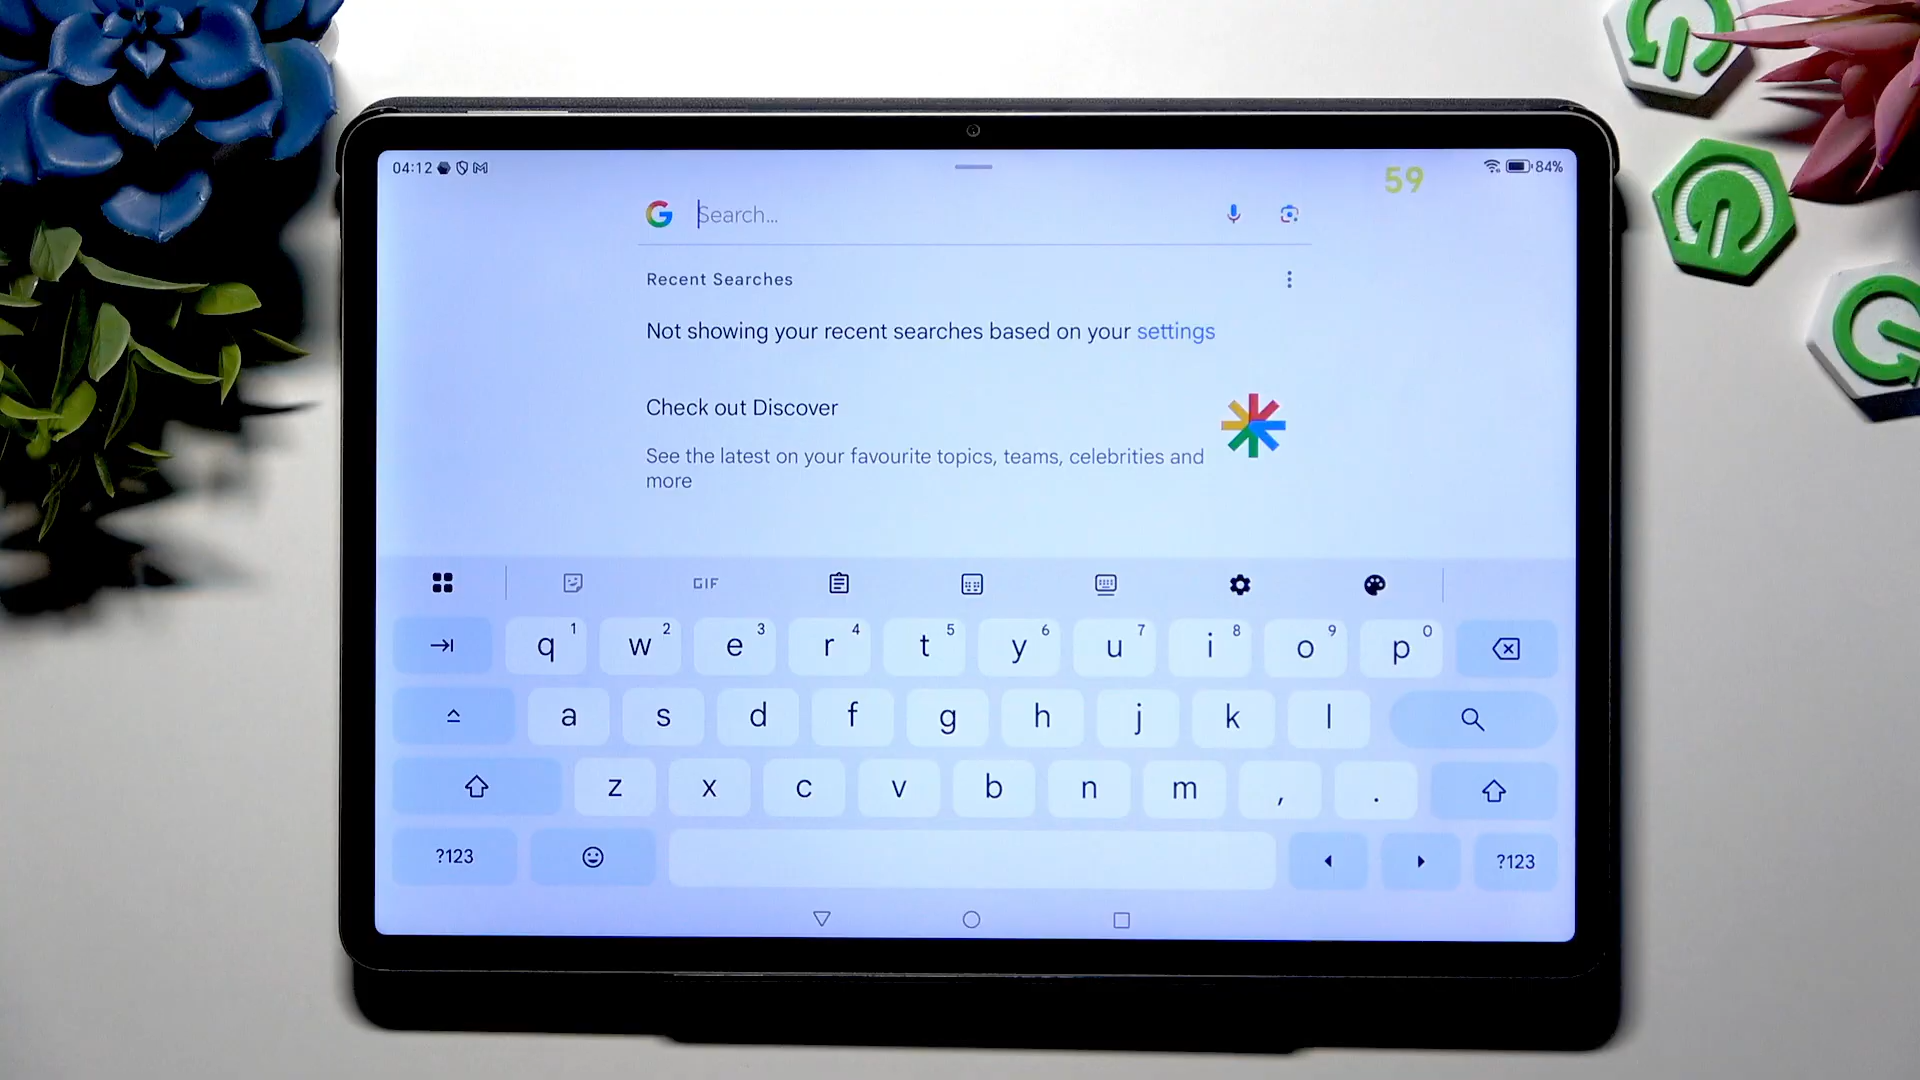 04:12
59
84%
Search...
Recent Searches
Not showing your recent searches based on your settings
Check out Discover
See the latest on your favourite topics, teams, celebrities and
more
GIF
q 1 w 2 e 3 r 4 t 5 y 6 u 7 i 8 o 9 p 0
a s d f g h j k l
z x c v b n m , .
?123 ?123